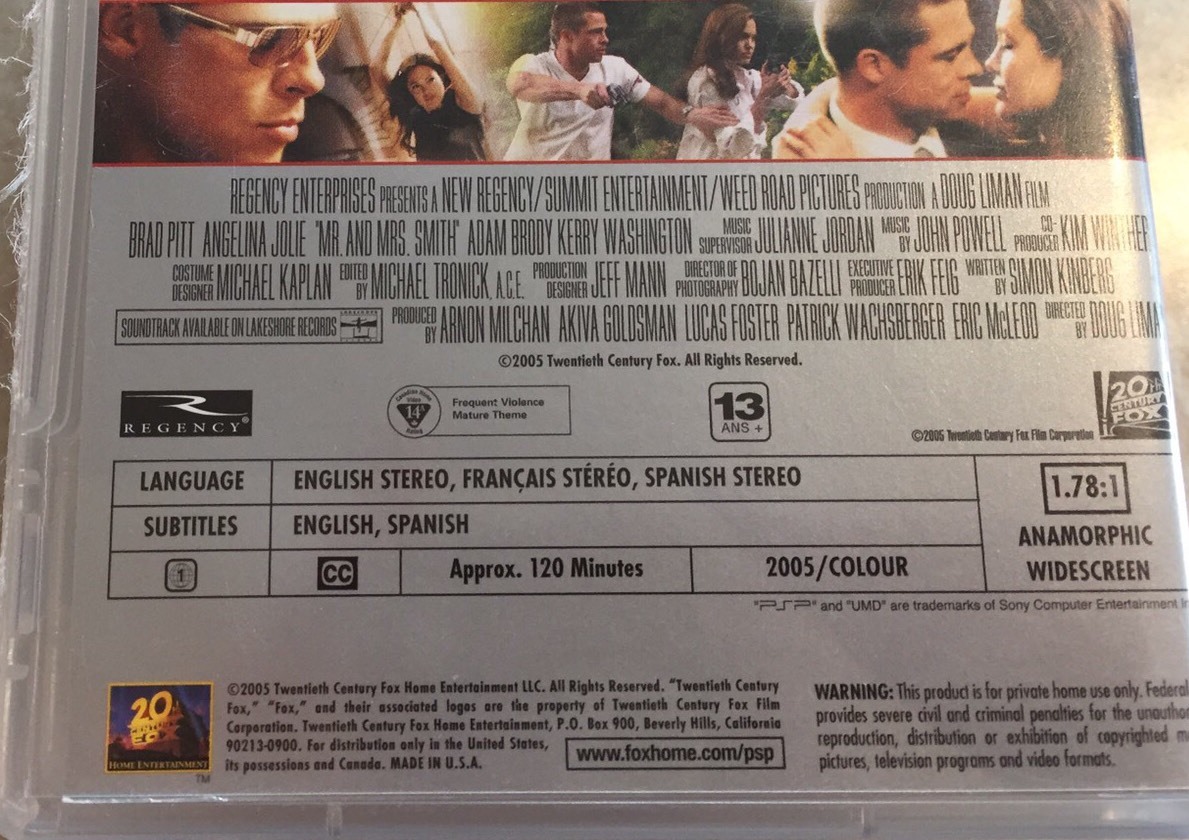 REGENCY ENTERPRISES PRESENTS A NEW REGENCY/SUMMIT ENTERTAINMENT/WEED ROAD PICTURES PRODUCTION A DOUG LIMAN FILM
BRAD PITT ANGELINA JOLIE "MR. AND MRS. SMITH" ADAM BRODY KERRY WASHINGTON MUSIC SUPERVISOR JULIANNE JORDAN MUSIC BY JOHN POWELL CO-PRODUCER KIM WINTHER
COSTUME DESIGNER MICHAEL KAPLAN EDITED BY MICHAEL TRONICK, A.C.E. PRODUCTION DESIGNER JEFF MANN DIRECTOR OF PHOTOGRAPHY BOJAN BAZELLI EXECUTIVE PRODUCER ERIK FEIG WRITTEN BY SIMON KINBERG
SOUNDTRACK AVAILABLE ON LAKESHORE RECORDS PRODUCED BY ARNON MILCHAN AKIVA GOLDSMAN LUCAS FOSTER PATRICK WACHSBERGER ERIC McLEOD DIRECTED BY DOUG LIMA
©2005 Twentieth Century Fox. All Rights Reserved.
REGENCY®
14A
Frequent Violence
Mature Theme
13
ANS +
©2005 Twentieth Century Fox Film Corporation
20TH CENTURY FOX
LANGUAGE ENGLISH STEREO, FRANÇAIS STÉRÉO, SPANISH STEREO
SUBTITLES ENGLISH, SPANISH
1 CC Approx. 120 Minutes 2005/COLOUR
1.78:1
ANAMORPHIC
WIDESCREEN
"PSP" and "UMD" are trademarks of Sony Computer Entertainment
20th CENTURY FOX
HOME ENTERTAINMENT
TM
©2005 Twentieth Century Fox Home Entertainment LLC. All Rights Reserved. "Twentieth Century
Fox," "Fox," and their associated logos are the property of Twentieth Century Fox Film
Corporation. Twentieth Century Fox Home Entertainment, P.O. Box 900, Beverly Hills, California
90213-0900. For distribution only in the United States,
its possessions and Canada. MADE IN U.S.A.
www.foxhome.com/psp
WARNING: This product is for private home use only. Federal
provides severe civil and criminal penalties for the unauthor
reproduction, distribution or exhibition of copyrighted m
pictures, television programs and video formats.